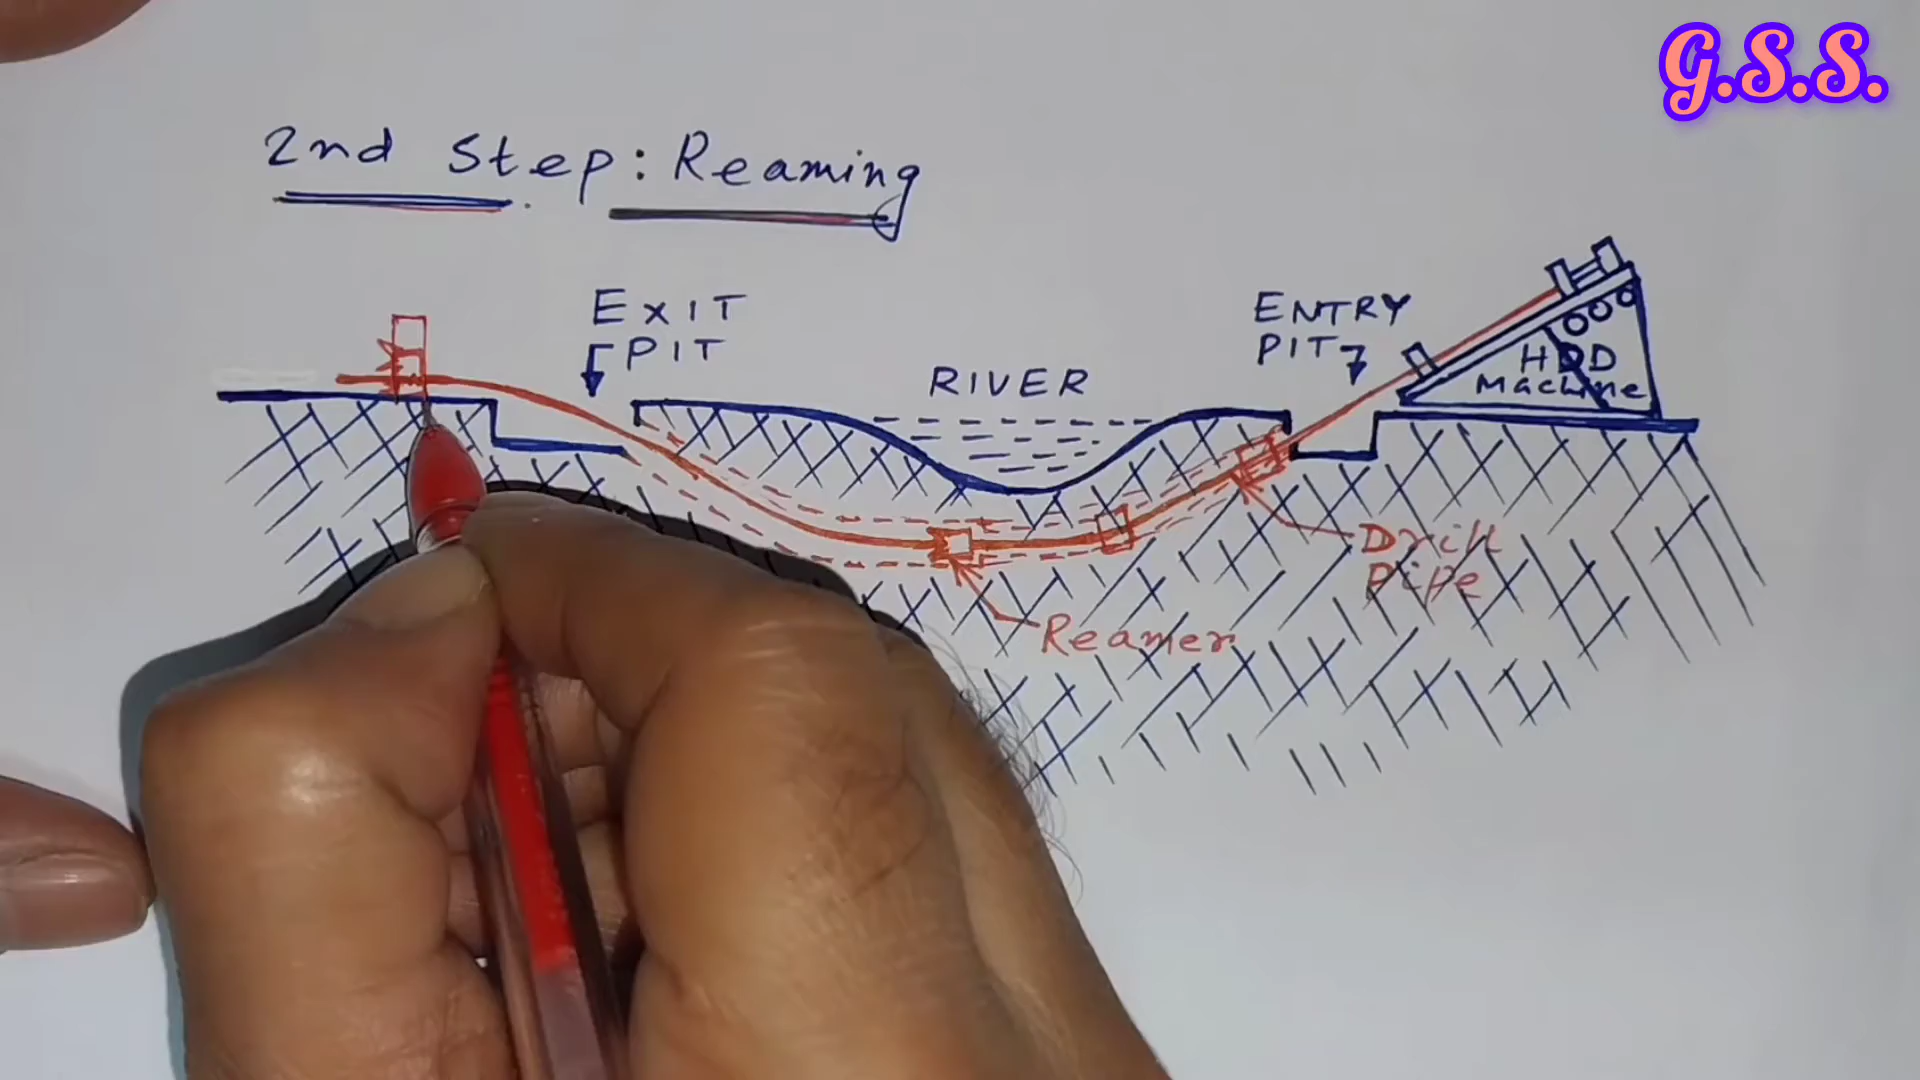 G.S.S.
2nd Step: Reaming
EXIT
PIT
RIVER
ENTRY
PIT
HDD
Machine
Drill
Pipe
Reamer